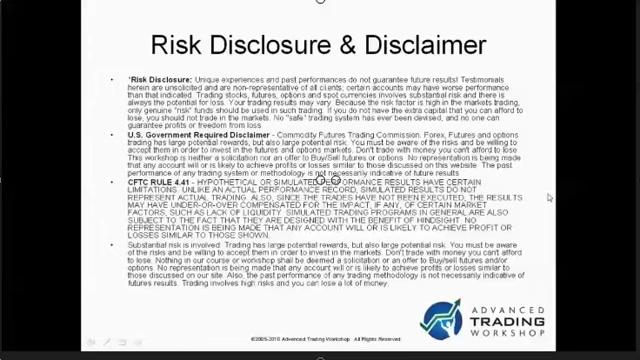 Risk Disclosure & Disclaimer
• *Risk Disclosure: Unique experiences and past performances do not guarantee future results! Testimonials
herein are unsolicited and are non-representative of all clients; certain accounts may have worse performance
than that indicated. Trading stocks, futures, options and spot currencies involves substantial risk and there is
always the potential for loss. Your trading results may vary. Because the risk factor is high in the markets trading,
only genuine "risk" funds should be used in such trading. If you do not have the extra capital that you can afford to
lose, you should not trade in the markets. No "safe" trading system has ever been devised, and no one can
guarantee profits or freedom from loss.
• U.S. Government Required Disclaimer - Commodity Futures Trading Commission. Forex, Futures and options
trading has large potential rewards, but also large potential risk. You must be aware of the risks and be willing to
accept them in order to invest in the futures and options markets. Don't trade with money you can't afford to lose
This workshop is neither a solicitation nor an offer to Buy/Sell futures or options. No representation is being made
that any account will or is likely to achieve profits or losses similar to those discussed on this website. The past
performance of any trading system or methodology is not necessarily indicative of future results
• CFTC RULE 4.41 - HYPOTHETICAL OR SIMULATED PERFORMANCE RESULTS HAVE CERTAIN
LIMITATIONS. UNLIKE AN ACTUAL PERFORMANCE RECORD, SIMULATED RESULTS DO NOT
REPRESENT ACTUAL TRADING. ALSO, SINCE THE TRADES HAVE NOT BEEN EXECUTED, THE RESULTS
MAY HAVE UNDER-OR-OVER COMPENSATED FOR THE IMPACT, IF ANY, OF CERTAIN MARKET
FACTORS, SUCH AS LACK OF LIQUIDITY. SIMULATED TRADING PROGRAMS IN GENERAL ARE ALSO
SUBJECT TO THE FACT THAT THEY ARE DESIGNED WITH THE BENEFIT OF HINDSIGHT. NO
REPRESENTATION IS BEING MADE THAT ANY ACCOUNT WILL OR IS LIKELY TO ACHIEVE PROFIT OR
LOSSES SIMILAR TO THOSE SHOWN.
• Substantial risk is involved. Trading has large potential rewards, but also large potential risk. You must be aware
of the risks and be willing to accept them in order to invest in the markets. Don't trade with money you can't afford
to lose. Nothing in our course or workshop shall be deemed a solicitation or an offer to Buy/sell futures and/or
options. No representation is being made that any account will or is likely to achieve profits or losses similar to
those discussed on our site. Also, the past performance of any trading methodology is not necessarily indicative of
futures results. Trading involves high risks and you can lose a lot of money.
ADVANCED
TRADING
WORKSHOP
©2005-2010 Advanced Trading Workshop. All Rights Reserved